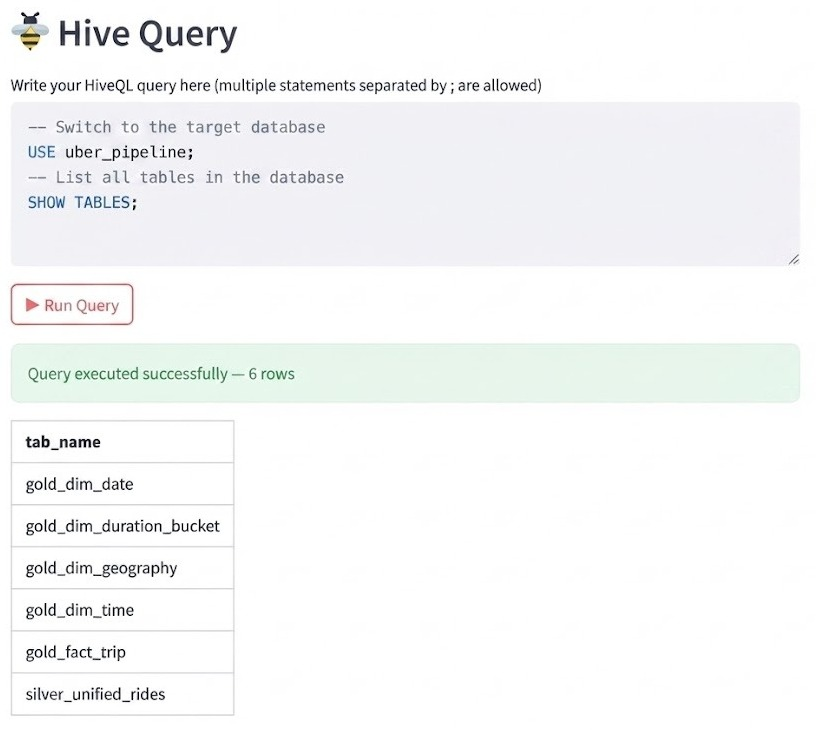 Hive Query
Write your HiveQL query here (multiple statements separated by ; are allowed)
-- Switch to the target database
USE uber_pipeline;
-- List all tables in the database
SHOW TABLES;
Run Query
Query executed successfully — 6 rows
tab_name
gold_dim_date
gold_dim_duration_bucket
gold_dim_geography
gold_dim_time
gold_fact_trip
silver_unified_rides